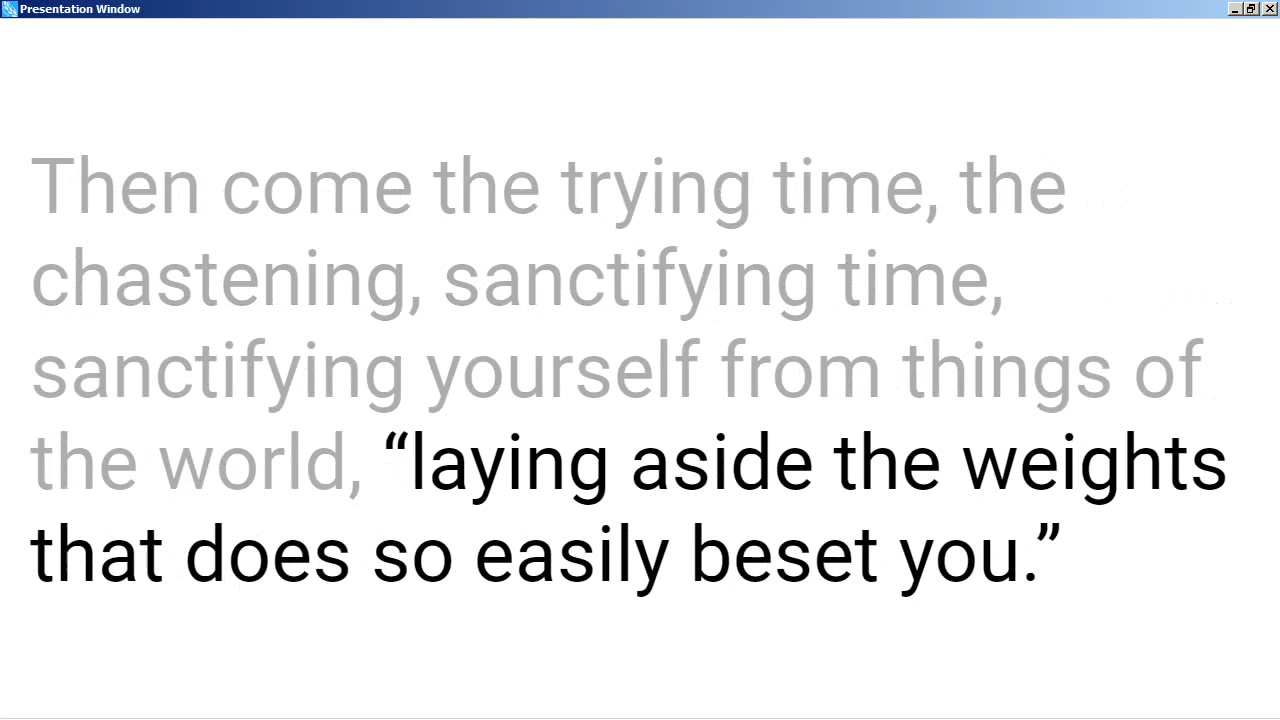 Presentation Window
Then come the trying time, the
chastening, sanctifying time,
sanctifying yourself from things of
the world, “laying aside the weights
that does so easily beset you.”